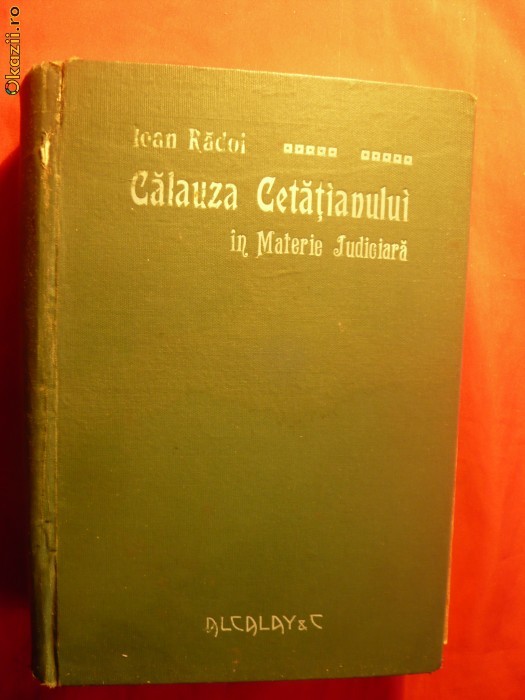 Okazii.ro
Ioan Rădoi
Călauza Cetățianului
in Materie Judiciară
ALCALAY & C